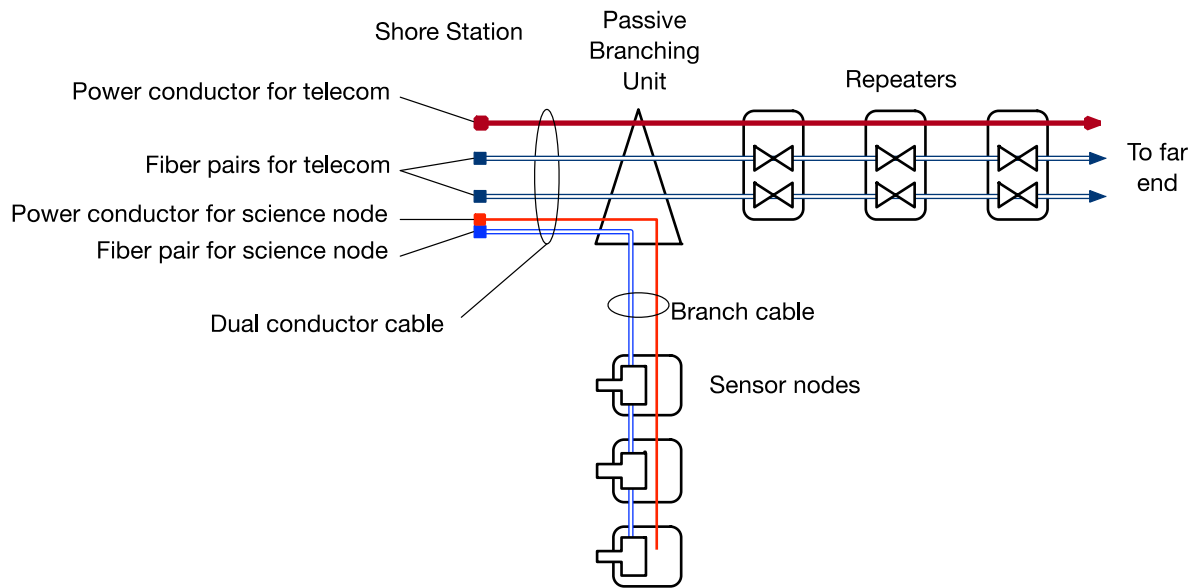 Shore Station
Passive
Branching
Unit
Repeaters
Power conductor for telecom
Fiber pairs for telecom
To far
end
Power conductor for science node
Fiber pair for science node
Dual conductor cable
Branch cable
Sensor nodes